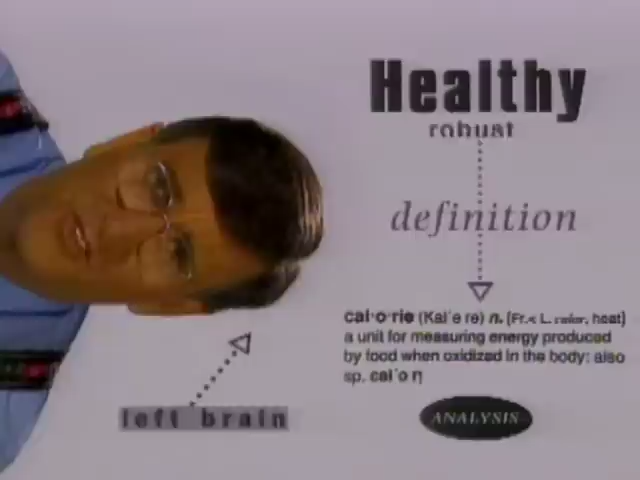 Healthy
robust
definition
cal·o·rie (Kal´e re) n. [Fr.< L. calor, heat]
a unit for measuring energy produced
by food when oxidized in the body: also
sp. cal´o
left brain
ANALYSIS